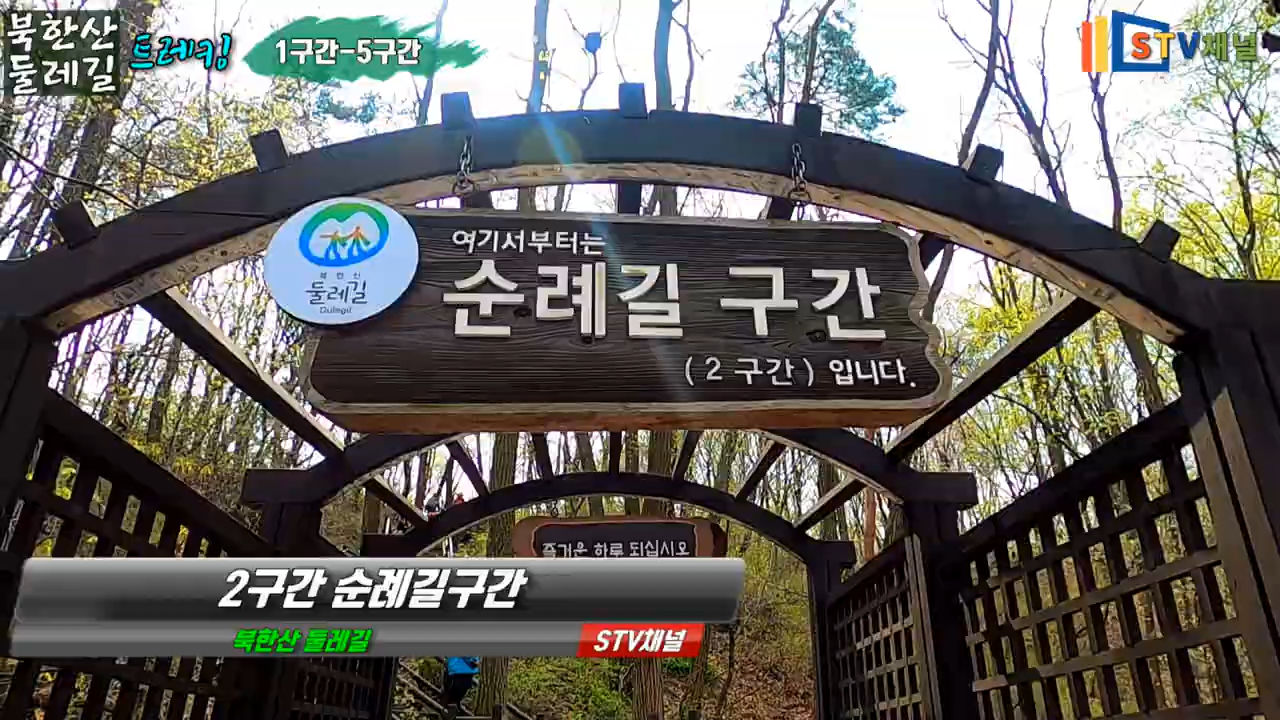 북한산
둘레길
트레킹
1구간-5구간
STV채널
여기서부터는
순례길 구간
(2 구간) 입니다.
북한산
둘레길
Dulegil
즐거운 하루 되십시오
2구간 순례길구간
북한산 둘레길
STV채널